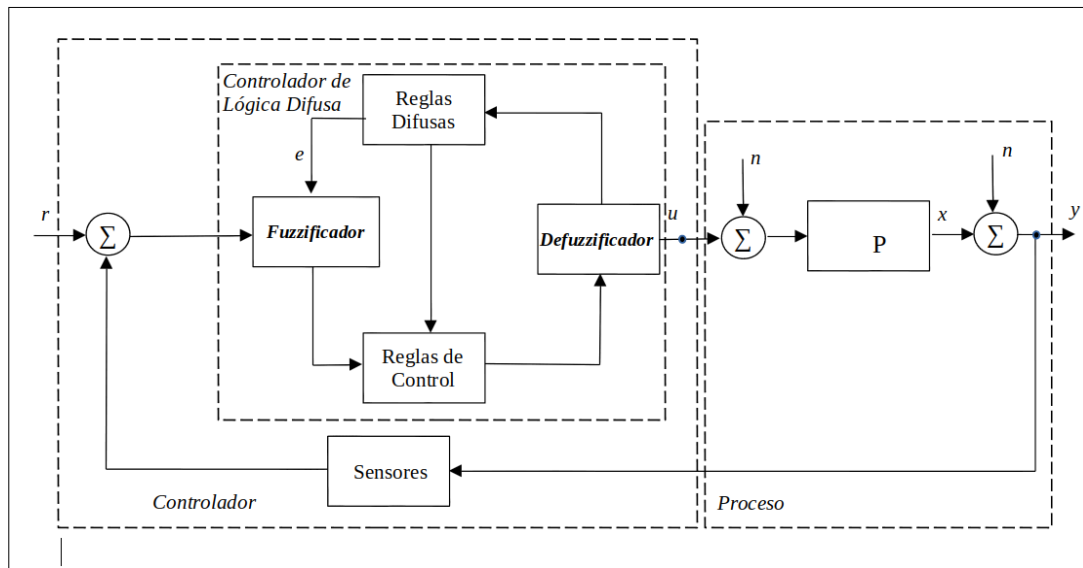 Controlador de
Lógica Difusa
Reglas
Difusas
e
n
n
r
Σ
Fuzzificador
Defuzzificador
u
Σ
P
x
Σ
y
Reglas de
Control
Sensores
Controlador
Proceso